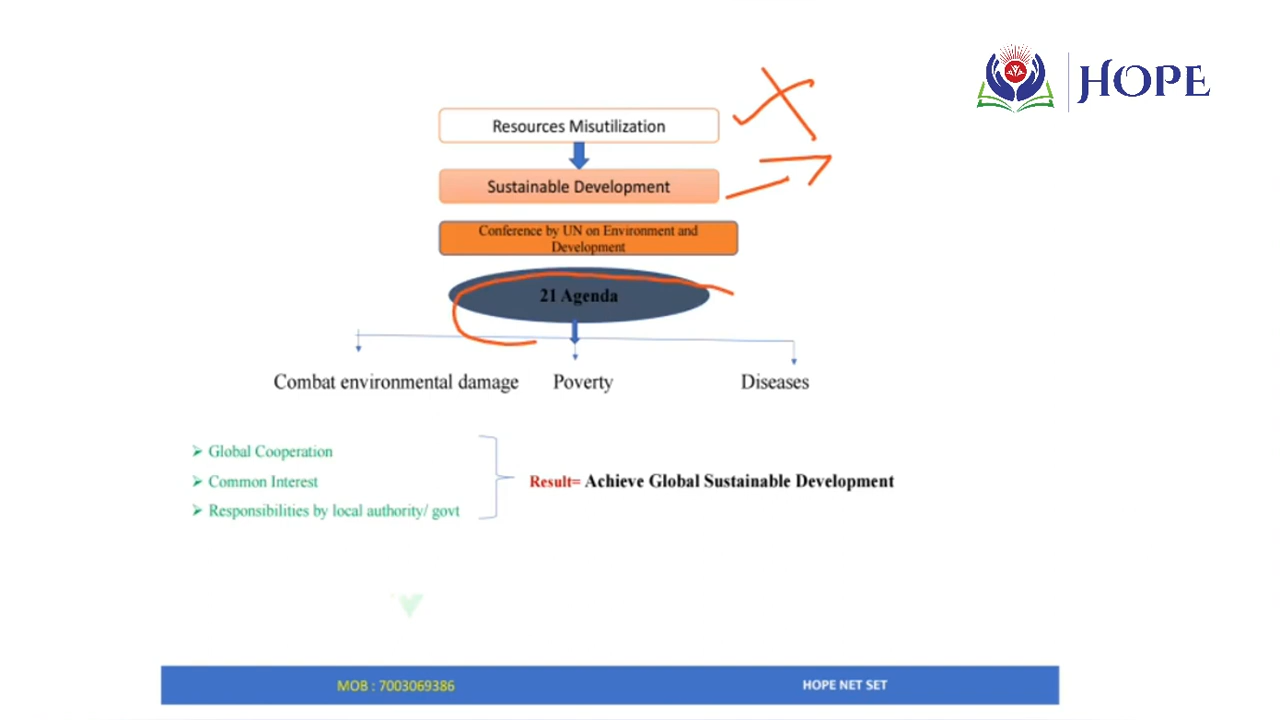 HOPE
Resources Misutilization
Sustainable Development
Conference by UN on Environment and
Development
21 Agenda
Combat environmental damage
Poverty
Diseases
Global Cooperation
Common Interest
Responsibilities by local authority/ govt
Result= Achieve Global Sustainable Development
MOB : 7003069386
HOPE NET SET